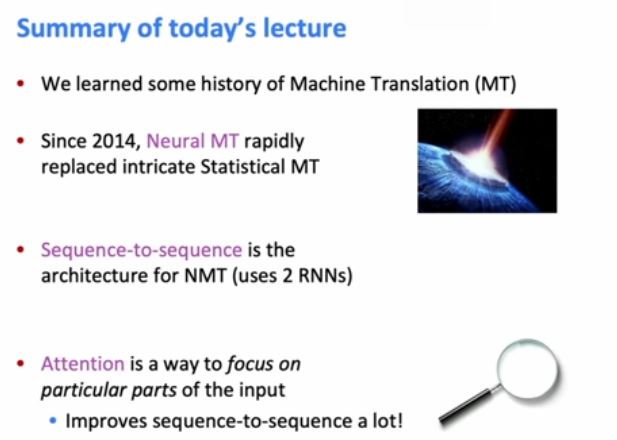 Summary of today's lecture
• We learned some history of Machine Translation (MT)
• Since 2014, Neural MT rapidly
replaced intricate Statistical MT
• Sequence-to-sequence is the
architecture for NMT (uses 2 RNNs)
• Attention is a way to focus on
particular parts of the input
• Improves sequence-to-sequence a lot!